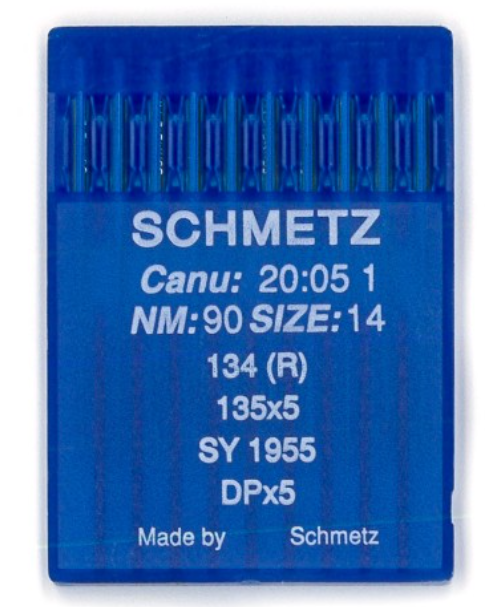 SCHMETZ
Canu: 20:05 1
NM:90 SIZE:14
134 (R)
135x5
SY 1955
DPx5
Made by Schmetz